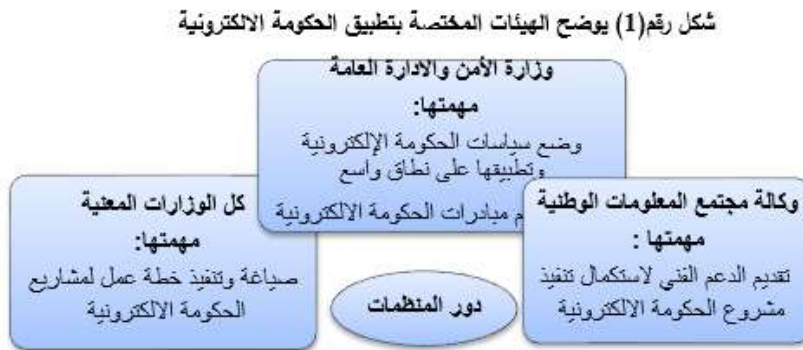 شكل رقم(1) يوضح الهيئات المختصة بتطبيق الحكومة الالكترونية
وزارة الأمن والادارة العامة
مهمتها:
وضع سياسات الحكومة الإلكترونية
وتطبيقها على نطاق واسع
م مبادرات الحكومة الالكترونية
وكالة مجتمع المعلومات الوطنية
مهمتها :
تقديم الدعم الفني لاستكمال تنفيذ
مشروع الحكومة الالكترونية
كل الوزارات المعنية
مهمتها:
صياغة وتنفيذ خطة عمل لمشاريع
الحكومة الالكترونية
دور المنظمات